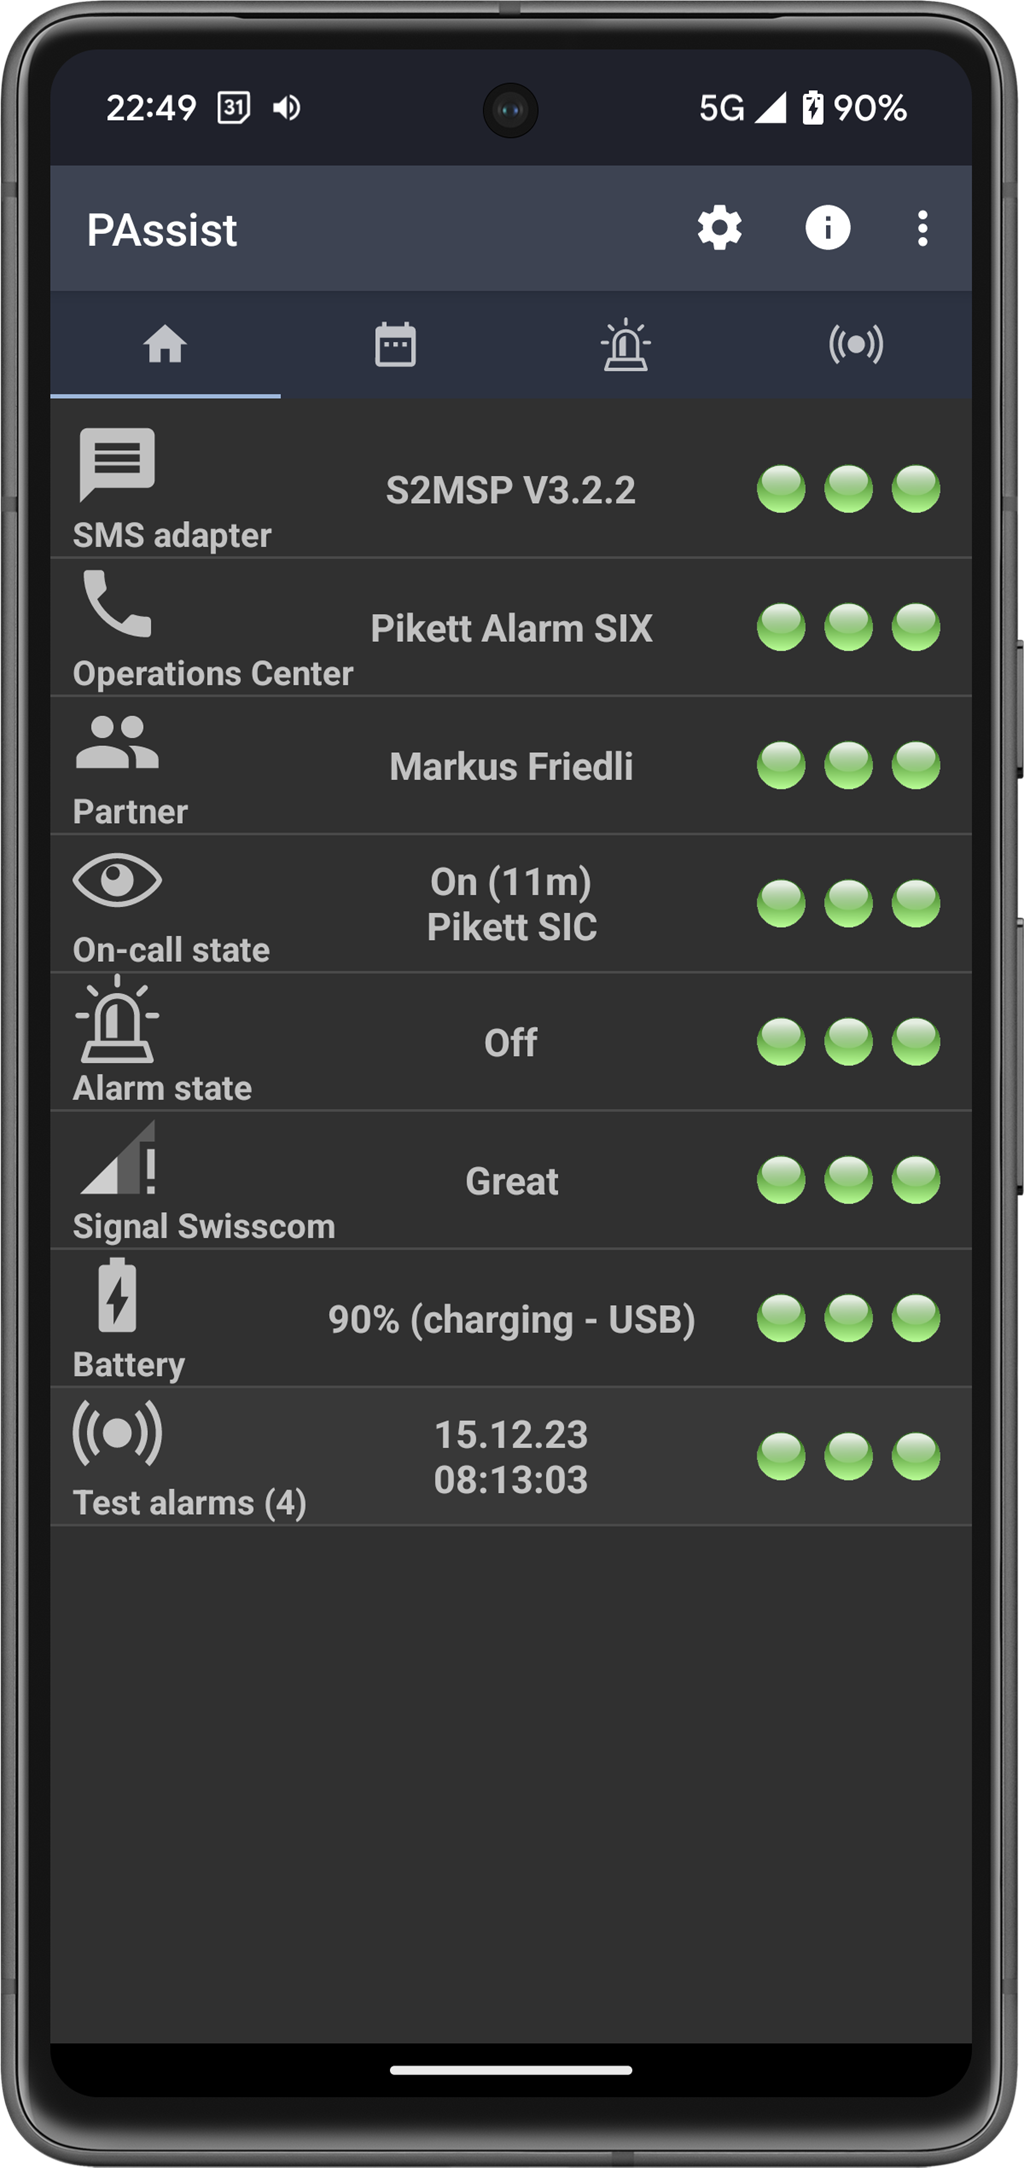 22:49 31 5G 90%
PAssist
S2MSP V3.2.2
SMS adapter
Pikett Alarm SIX
Operations Center
Markus Friedli
Partner
On (11m)
Pikett SIC
On-call state
Off
Alarm state
Great
Signal Swisscom
90% (charging - USB)
Battery
15.12.23
08:13:03
Test alarms (4)